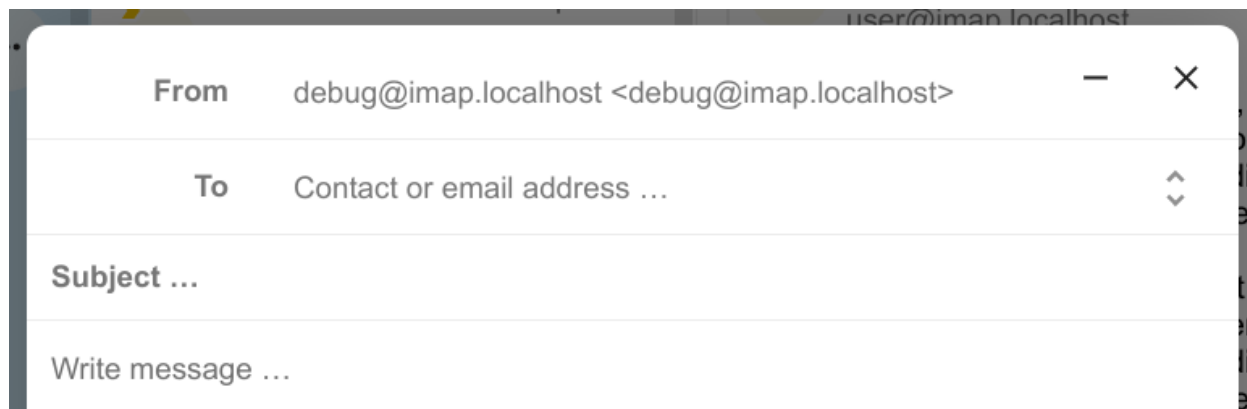 user@imap.localhost
From debug@imap.localhost <debug@imap.localhost>
To Contact or email address …
Subject …
Write message …